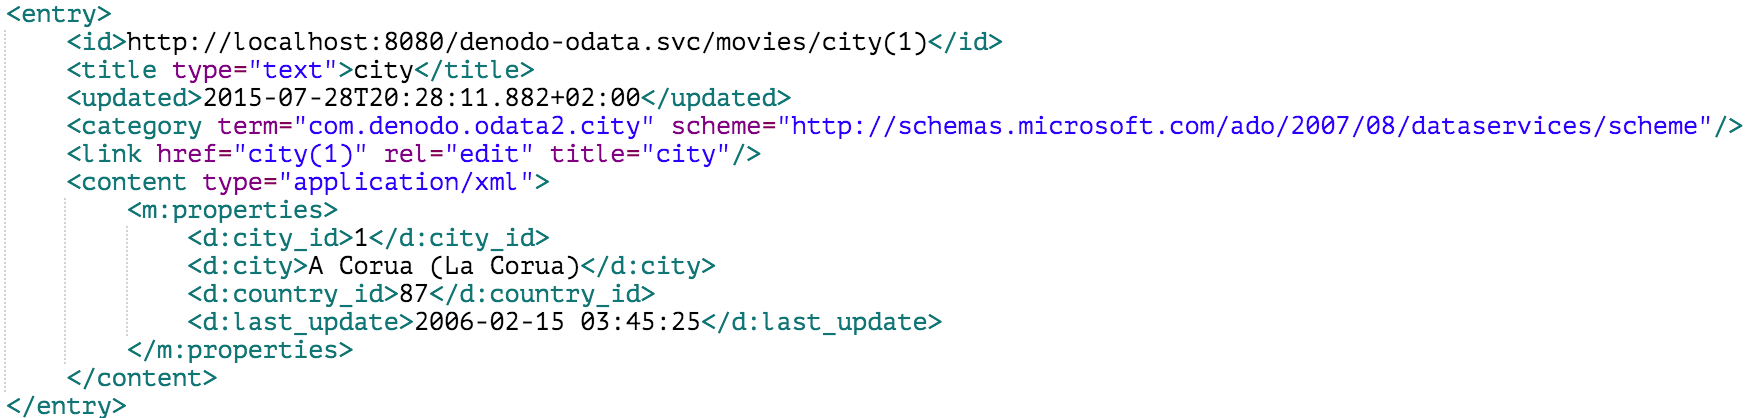 <entry>
<id>http://localhost:8080/denodo-odata.svc/movies/city(1)</id>
<title type="text">city</title>
<updated>2015-07-28T20:28:11.882+02:00</updated>
<category term="com.denodo.odata2.city" scheme="http://schemas.microsoft.com/ado/2007/08/dataservices/scheme"/>
<link href="city(1)" rel="edit" title="city"/>
<content type="application/xml">
<m:properties>
<d:city_id>1</d:city_id>
<d:city>A Corua (La Corua)</d:city>
<d:country_id>87</d:country_id>
<d:last_update>2006-02-15 03:45:25</d:last_update>
</m:properties>
</content>
</entry>